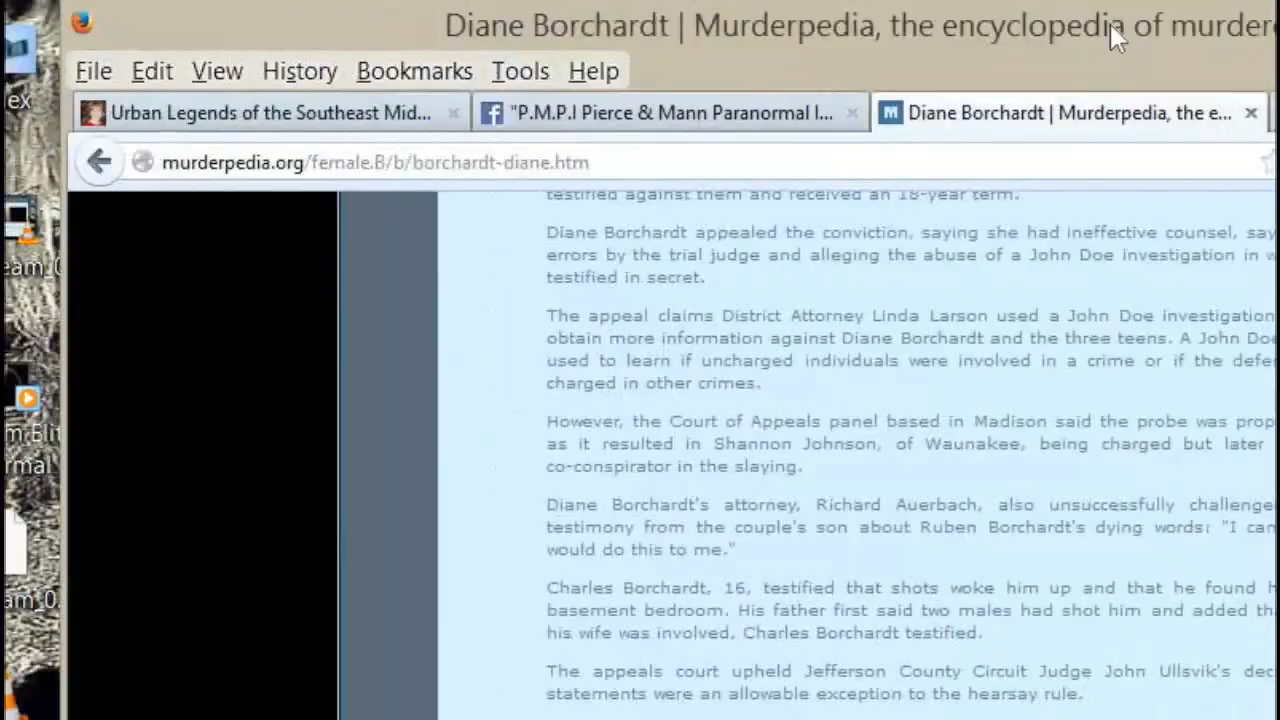 Diane Borchardt | Murderpedia, the encyclopedia of murder
File Edit View History Bookmarks Tools Help
Urban Legends of the Southeast Mid...
"P.M.P.I Pierce & Mann Paranormal I...
Diane Borchardt | Murderpedia, the e...
murderpedia.org/female.B/b/borchardt-diane.htm
testified against them and received an 18-year term.
Diane Borchardt appealed the conviction, saying she had ineffective counsel, say
errors by the trial judge and alleging the abuse of a John Doe investigation in w
testified in secret.
The appeal claims District Attorney Linda Larson used a John Doe investigation
obtain more information against Diane Borchardt and the three teens. A John Doe
used to learn if uncharged individuals were involved in a crime or if the defe
charged in other crimes.
However, the Court of Appeals panel based in Madison said the probe was prop
as it resulted in Shannon Johnson, of Waunakee, being charged but later
co-conspirator in the slaying.
Diane Borchardt's attorney, Richard Auerbach, also unsuccessfully challenge
testimony from the couple's son about Ruben Borchardt's dying words: "I can
would do this to me."
Charles Borchardt, 16, testified that shots woke him up and that he found h
basement bedroom. His father first said two males had shot him and added th
his wife was involved, Charles Borchardt testified.
The appeals court upheld Jefferson County Circuit Judge John Ullsvik's dec
statements were an allowable exception to the hearsay rule.
ex
eam_0
m Elit
rmal
am_0